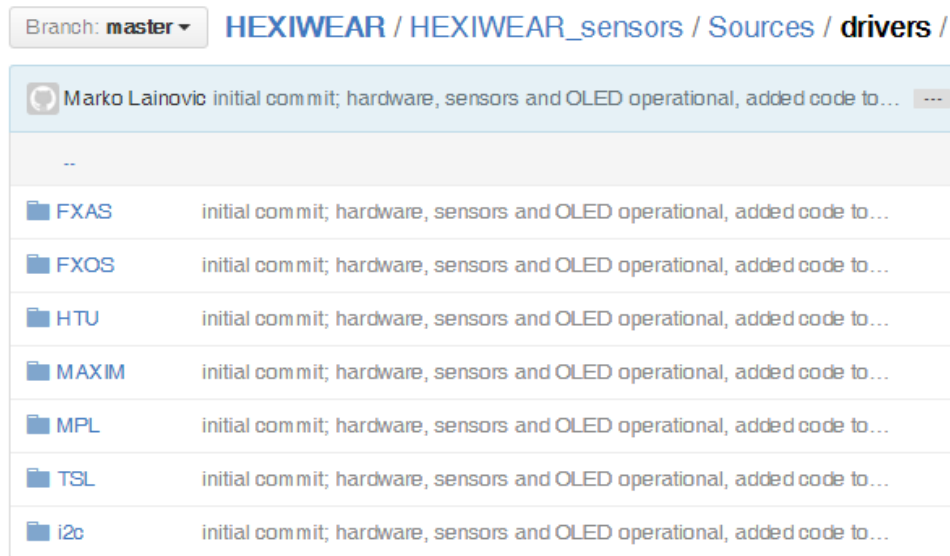 Branch: master HEXIWEAR / HEXIWEAR_sensors / Sources / drivers /
Marko Lainovic initial commit; hardware, sensors and OLED operational, added code to… ...
..
FXAS initial commit; hardware, sensors and OLED operational, added code to…
FXOS initial commit; hardware, sensors and OLED operational, added code to…
HTU initial commit; hardware, sensors and OLED operational, added code to…
MAXIM initial commit; hardware, sensors and OLED operational, added code to…
MPL initial commit; hardware, sensors and OLED operational, added code to…
TSL initial commit; hardware, sensors and OLED operational, added code to…
i2c initial commit; hardware, sensors and OLED operational, added code to…